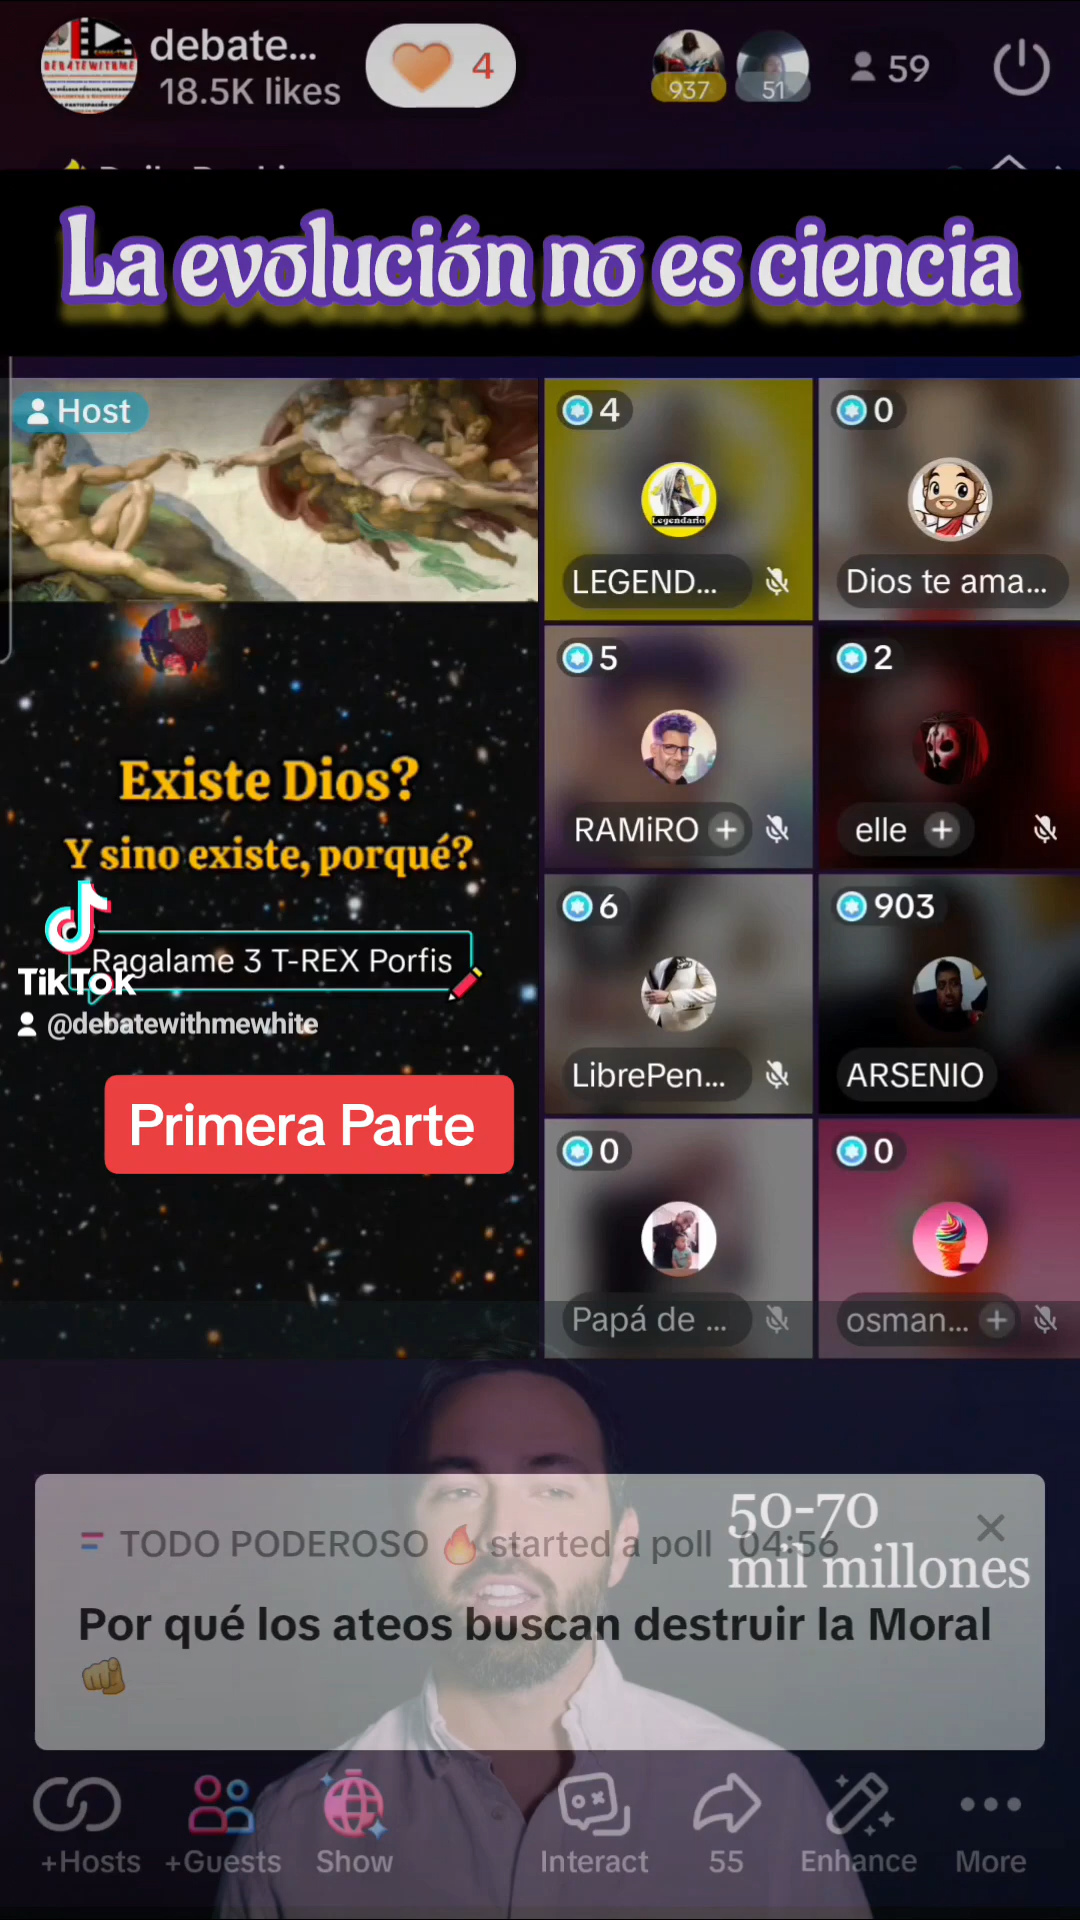 debate...
18.5K likes
4
937
51
59
La evolución no es ciencia
Host
4
0
Legendario
LEGEND...
Dios te ama...
Existe Dios?
Y sino existe, porqué?
Ragalame 3 T-REX Porfis
TikTok
@debatewithmewhite
Primera Parte
5
2
RAMiRO
elle
6
903
LibrePen...
ARSENIO
0
0
Papá de ...
osman...
TODO PODEROSO 🔥 started a poll 04:56
50-70
mil millones
Por qué los ateos buscan destruir la Moral
🫵
+Hosts
+Guests
Show
Interact
55
Enhance
More